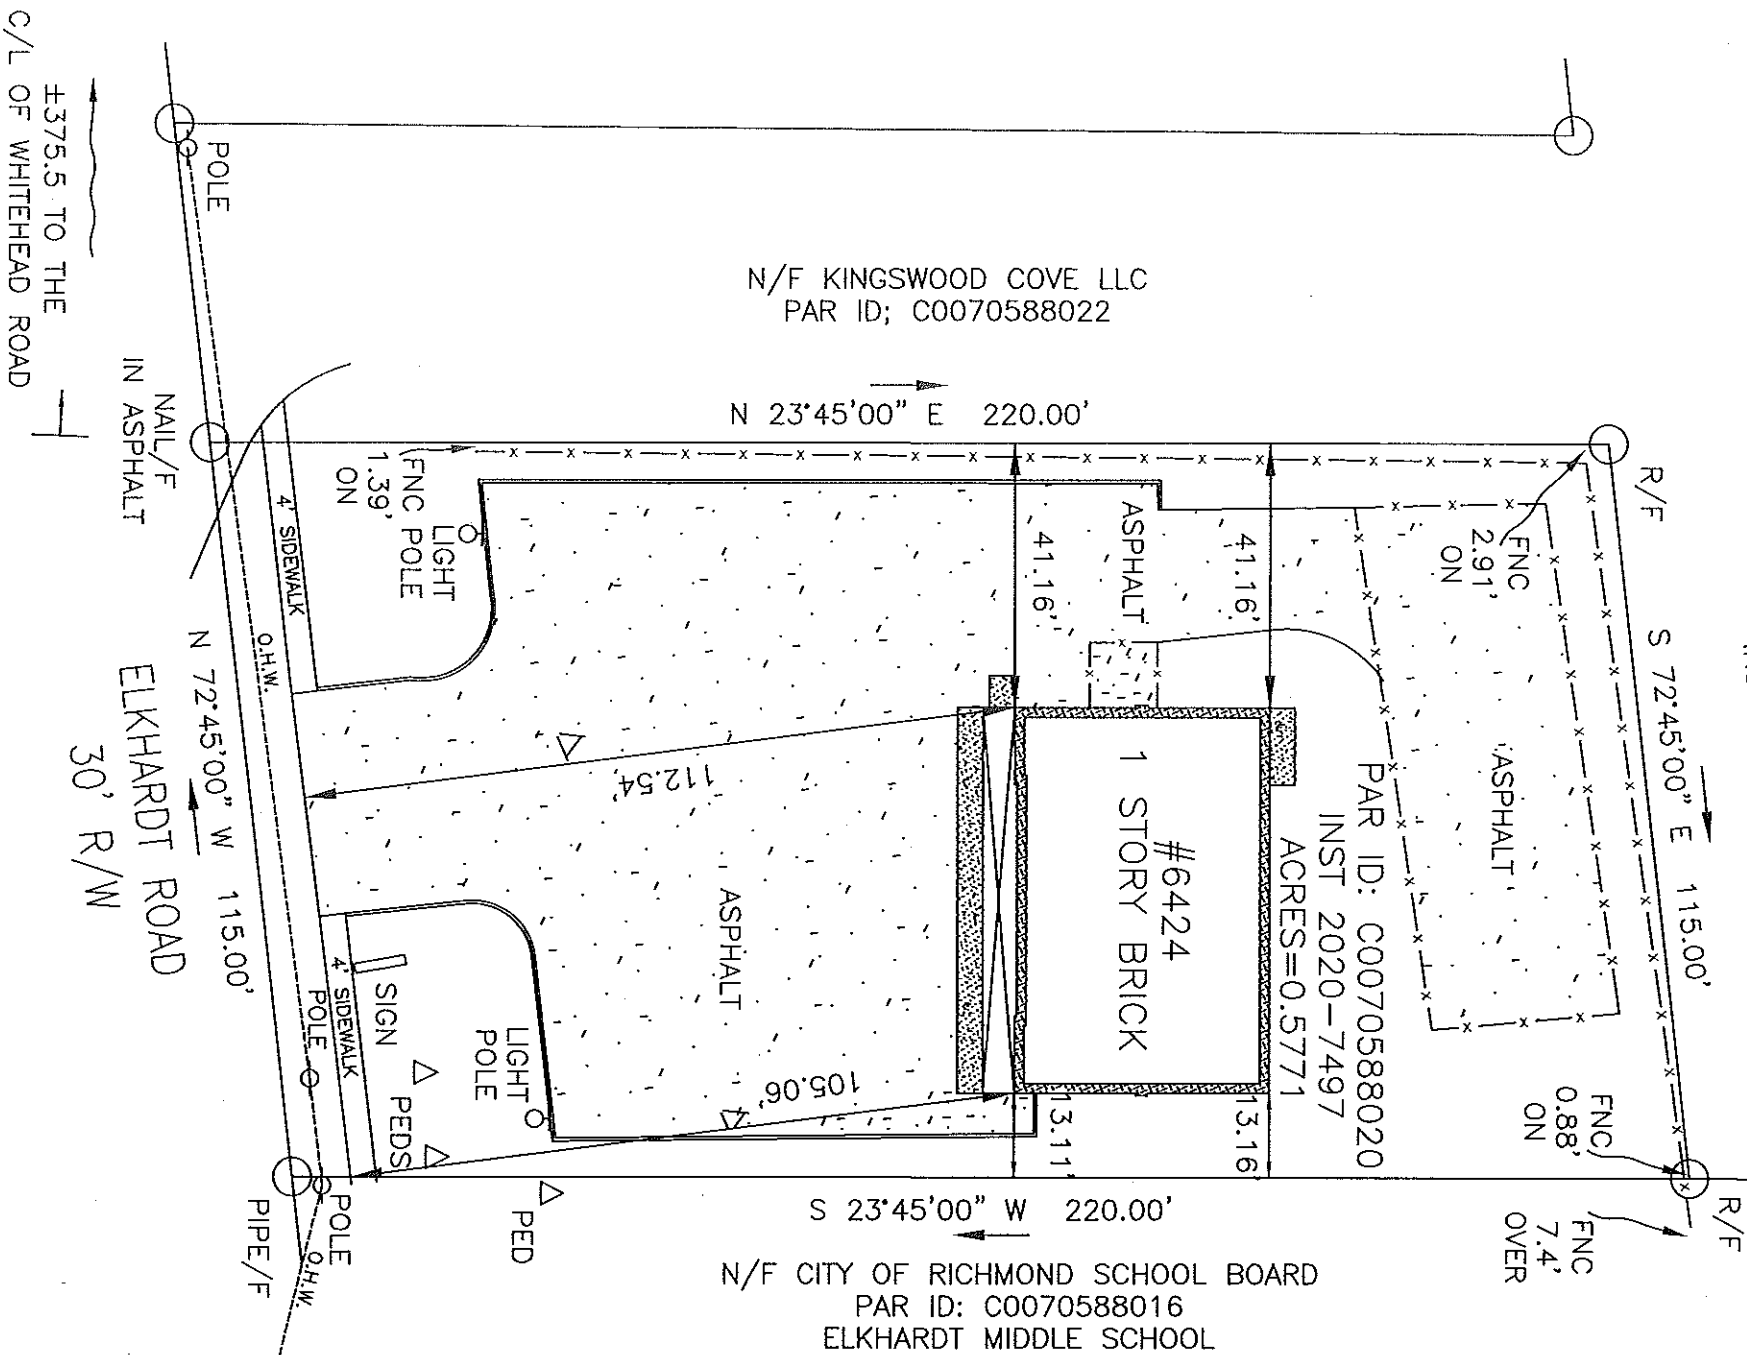 C/L OF WHITEHEAD ROAD
±375.5 TO THE
POLE
N/F KINGSWOOD COVE LLC
PAR ID; C0070588022
NAIL/F
IN ASPHALT
N 23°45'00" E 220.00'
R/F
FNC POLE
1.39'
ON
LIGHT
POLE
4' SIDEWALK
O.H.W.
ASPHALT
41.16'
41.16'
FNC
2.91'
ON
S 72°45'00" E 115.00'
ASPHALT
N 72°45'00" W 115.00'
ELKHARDT ROAD
30' R/W
112.54'
ASPHALT
105.06'
#6424
1 STORY BRICK
PAR ID: C0070588020
INST 2020-7497
ACRES=0.5771
SIGN
4' SIDEWALK
POLE
PEDS
LIGHT
POLE
13.11'
13.16'
FNC
0.88'
ON
R/F
FNC
7.4'
OVER
POLE
PIPE/F
O.H.W.
PED
S 23°45'00" W 220.00'
N/F CITY OF RICHMOND SCHOOL BOARD
PAR ID: C0070588016
ELKHARDT MIDDLE SCHOOL